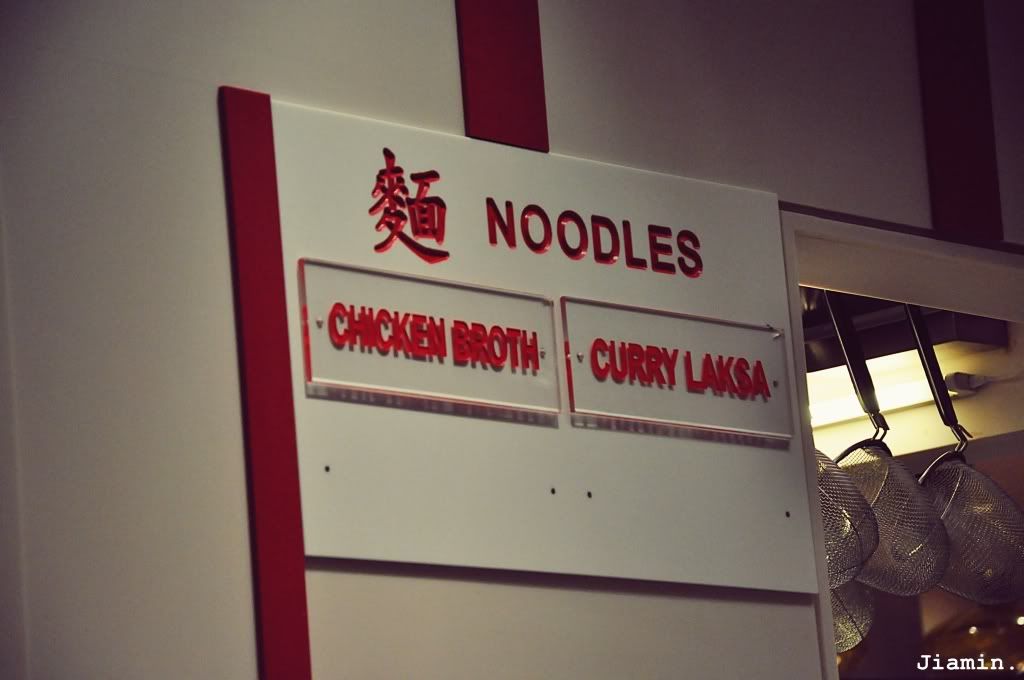 麵 NOODLES
CHICKEN BROTH
CURRY LAKSA
Jiamin.